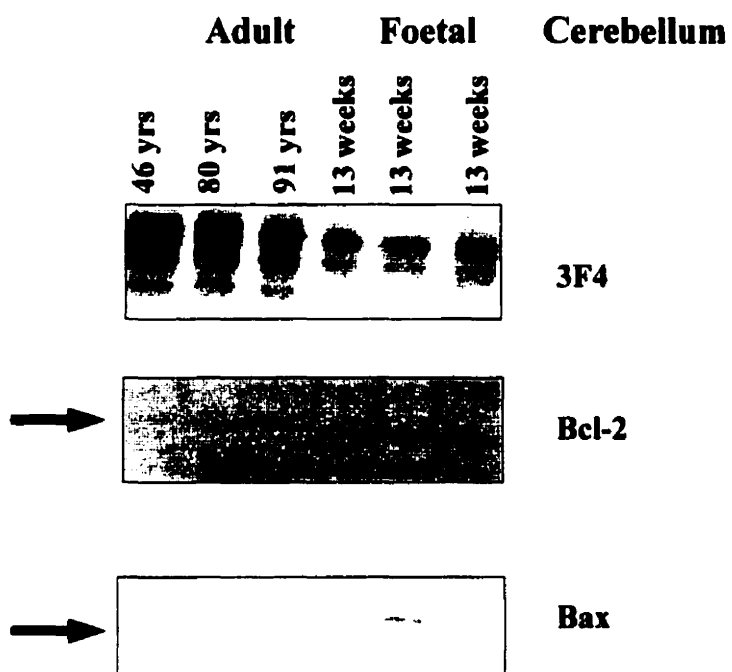 Adult Foetal Cerebellum
46 yrs 80 yrs 91 yrs 13 weeks 13 weeks 13 weeks
3F4
Bcl-2
Bax